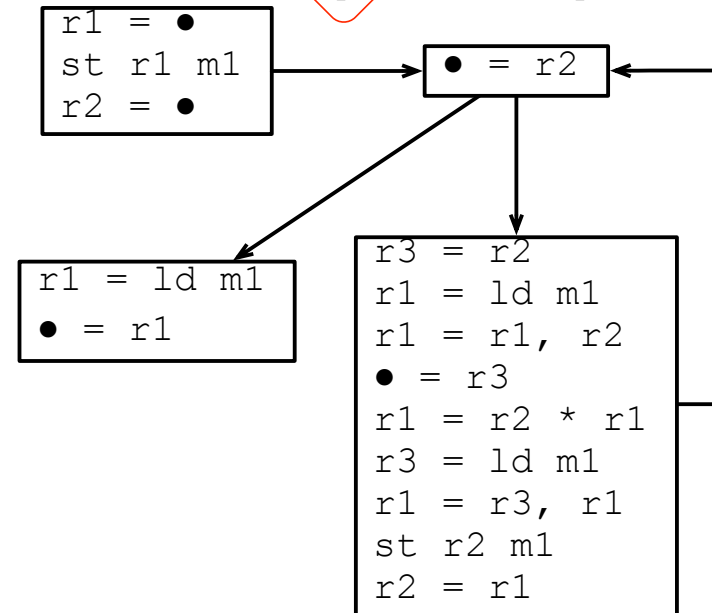 r1 = ●
st r1 m1
r2 = ●
● = r2
r1 = ld m1
● = r1
r3 = r2
r1 = ld m1
r1 = r1, r2
● = r3
r1 = r2 * r1
r3 = ld m1
r1 = r3, r1
st r2 m1
r2 = r1